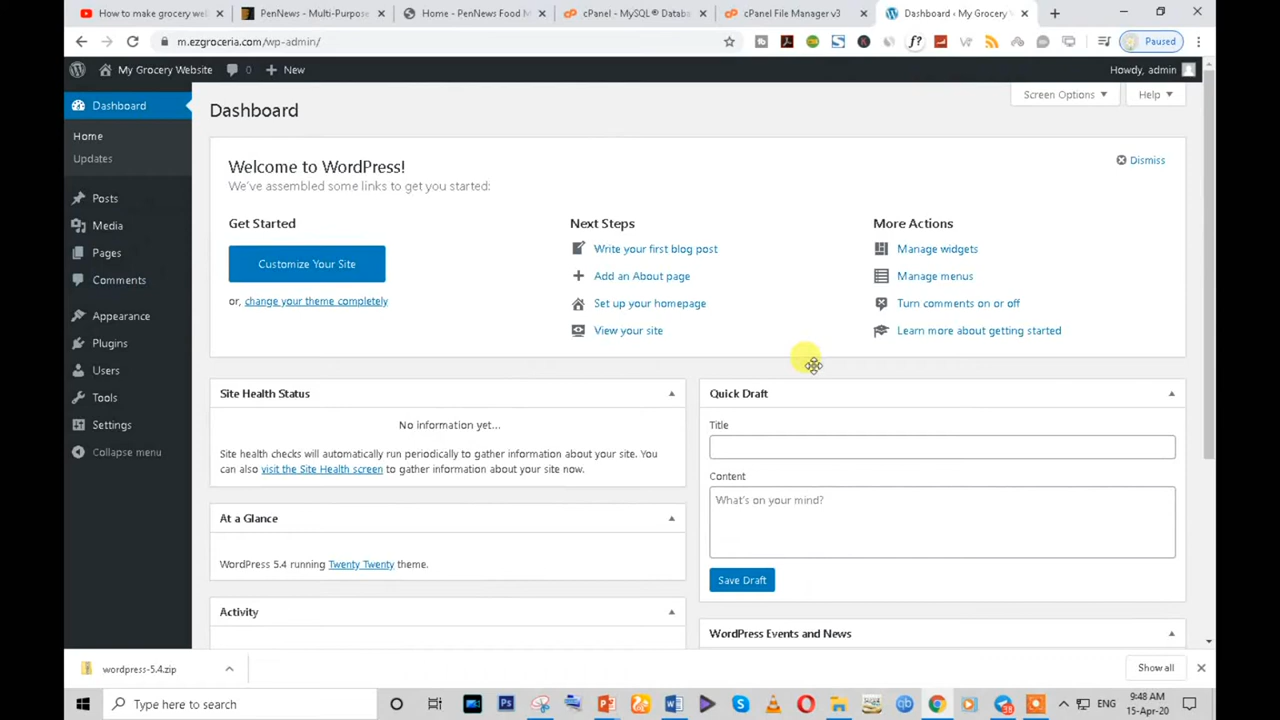 How to make grocery wel
PenNews - Multi-Purpose
Home - PenNews Food M
cPanel - MySQL® Datab
cPanel File Manager v3
Dashboard ‹ My Grocery
m.ezgroceria.com/wp-admin/
Paused
My Grocery Website
0
New
Howdy, admin
Dashboard
Home
Updates
Posts
Media
Pages
Comments
Appearance
Plugins
Users
Tools
Settings
Collapse menu
Dashboard
Screen Options
Help
Welcome to WordPress!
Dismiss
We've assembled some links to get you started:
Get Started
Customize Your Site
or, change your theme completely
Next Steps
Write your first blog post
Add an About page
Set up your homepage
View your site
More Actions
Manage widgets
Manage menus
Turn comments on or off
Learn more about getting started
Site Health Status
No information yet...
Site health checks will automatically run periodically to gather information about your site. You
can also visit the Site Health screen to gather information about your site now.
At a Glance
WordPress 5.4 running Twenty Twenty theme.
Activity
Quick Draft
Title
Content
What's on your mind?
Save Draft
WordPress Events and News
wordpress-5.4.zip
Show all
Type here to search
ENG
9:48 AM
15-Apr-20